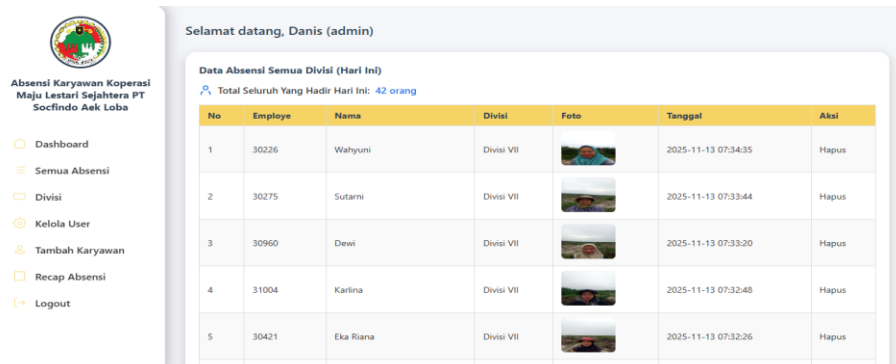 Selamat datang, Danis (admin)
Absensi Karyawan Koperasi
Maju Lestari Sejahtera PT
Socfindo Aek Loba
Dashboard
Semua Absensi
Divisi
Kelola User
Tambah Karyawan
Recap Absensi
Logout
Data Absensi Semua Divisi (Hari Ini)
Total Seluruh Yang Hadir Hari Ini: 42 orang
No Employe Nama Divisi Foto Tanggal Aksi
1 30226 Wahyuni Divisi VII 2025-11-13 07:34:35 Hapus
2 30275 Sutarni Divisi VII 2025-11-13 07:33:44 Hapus
3 30960 Dewi Divisi VII 2025-11-13 07:33:20 Hapus
4 31004 Karlina Divisi VII 2025-11-13 07:32:48 Hapus
5 30421 Eka Riana Divisi VII 2025-11-13 07:32:26 Hapus